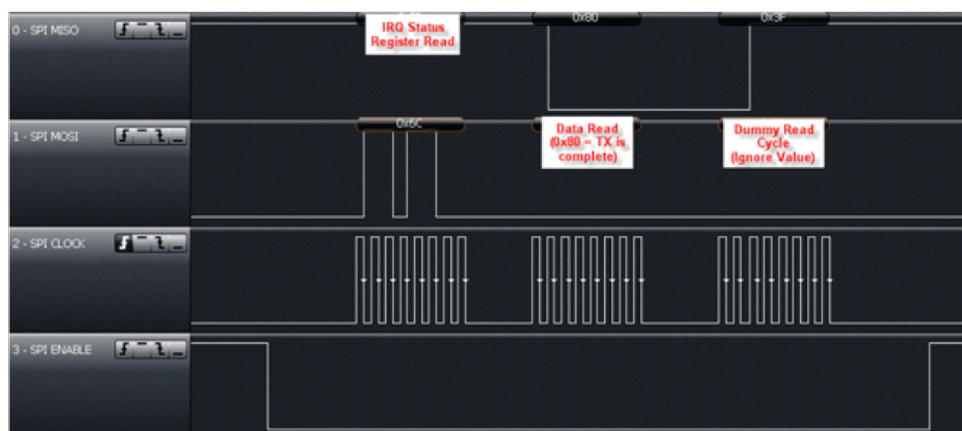 0 - SPI MISO
IRQ Status
Register Read
0x80
0x3F
1 - SPI MOSI
0x6C
Data Read
(0x80 = TX is
complete)
Dummy Read
Cycle
(Ignore Value)
2 - SPI CLOCK
3 - SPI ENABLE